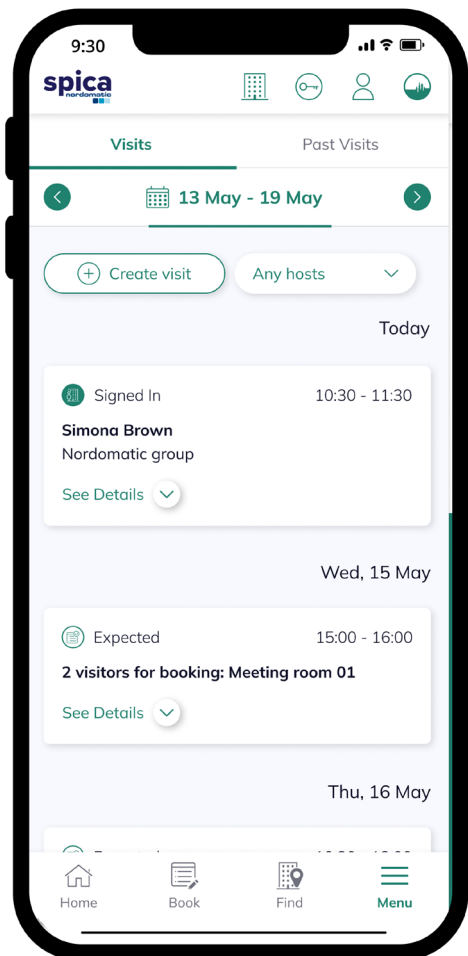 9:30
spica
nordomatic
Visits
Past Visits
13 May - 19 May
Create visit
Any hosts
Today
Signed In
10:30 - 11:30
Simona Brown
Nordomatic group
See Details
Wed, 15 May
Expected
15:00 - 16:00
2 visitors for booking: Meeting room 01
See Details
Thu, 16 May
Home
Book
Find
Menu